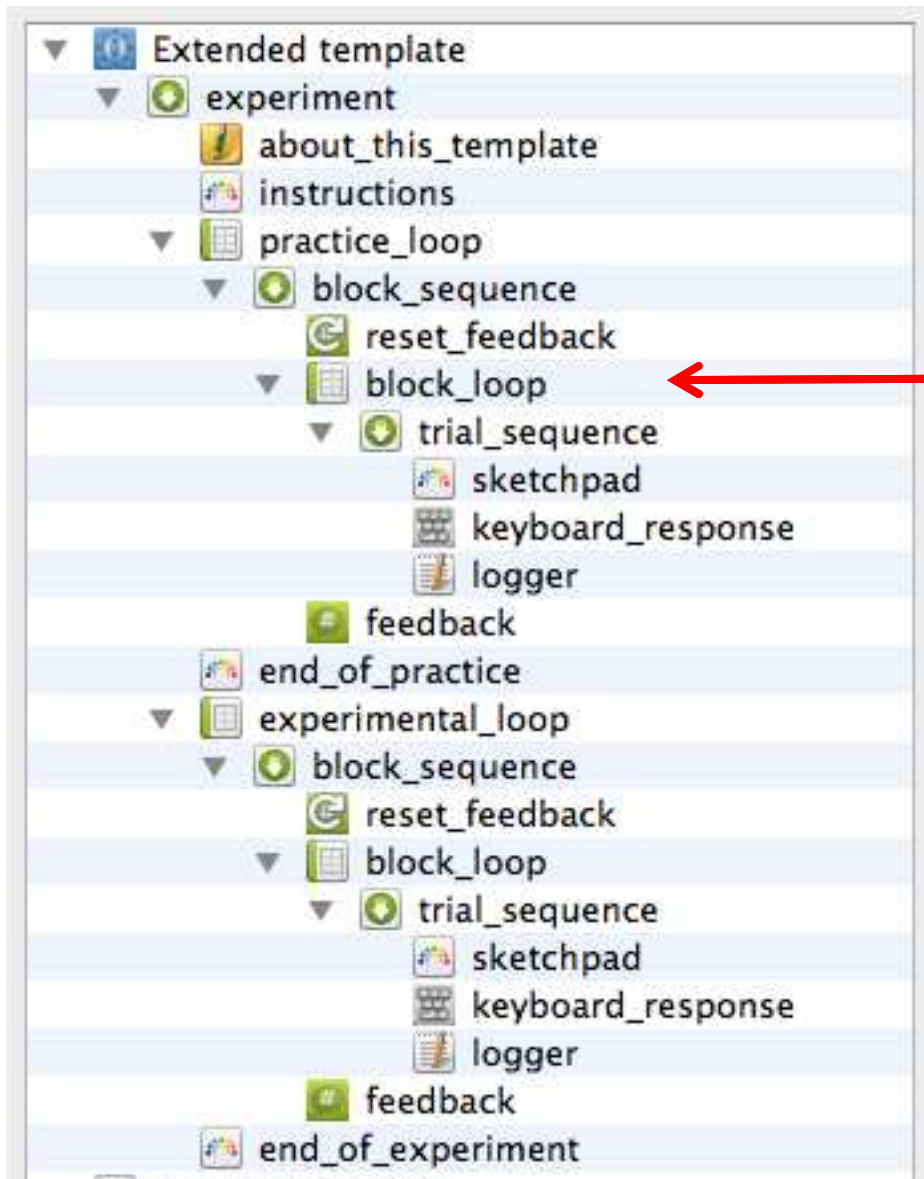 Extended template
experiment
about_this_template
instructions
practice_loop
block_sequence
reset_feedback
block_loop
trial_sequence
sketchpad
keyboard_response
logger
feedback
end_of_practice
experimental_loop
block_sequence
reset_feedback
block_loop
trial_sequence
sketchpad
keyboard_response
logger
feedback
end_of_experiment